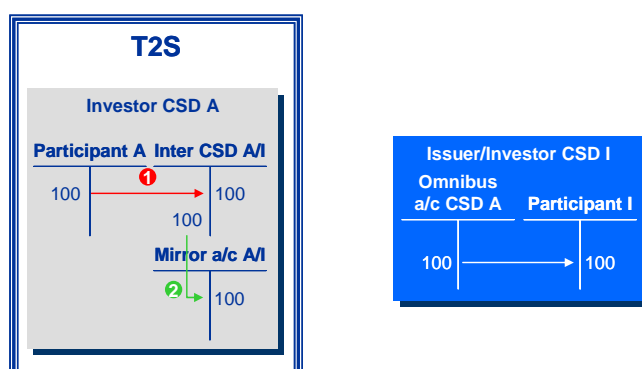 T2S
Investor CSD A
Participant A Inter CSD A/I
1
100 100
100
Mirror a/c A/I
2
100
Issuer/Investor CSD I
Omnibus
a/c CSD A Participant I
100 100